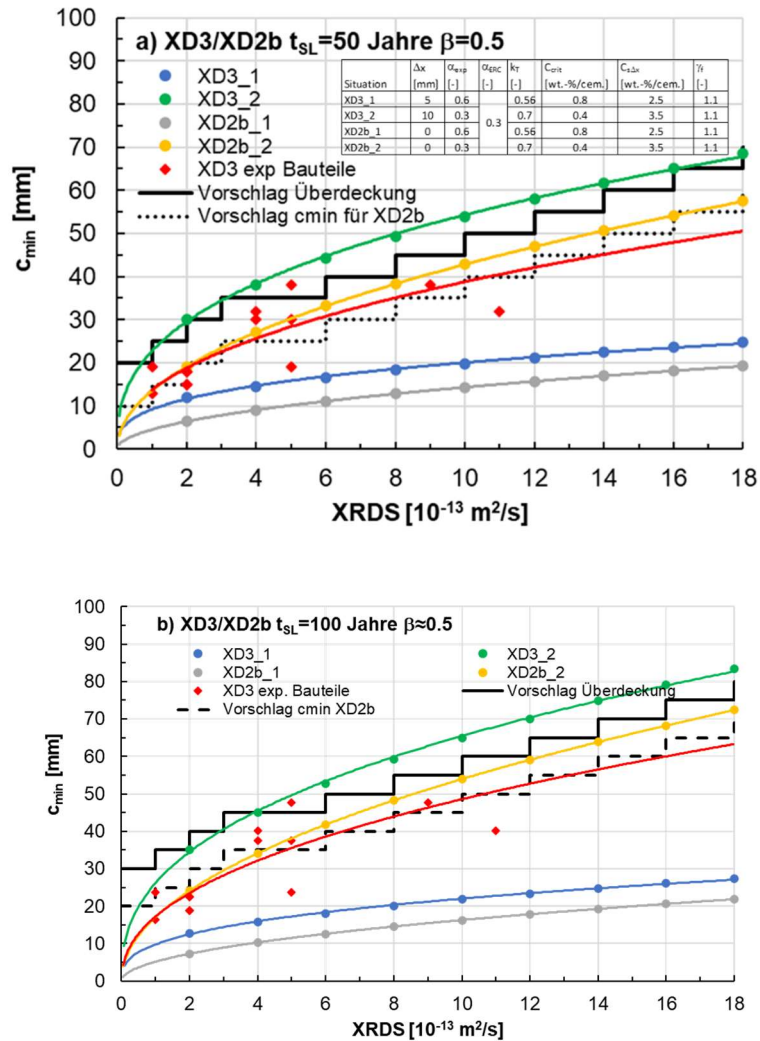 a) XD3/XD2b tSL=50 Jahre β=0.5
XD3_1
XD3_2
XD2b_1
XD2b_2
XD3 exp Bauteile
Vorschlag Überdeckung
Vorschlag cmin für XD2b
Situation Δx [mm] αexp [-] αERC [-] kT [-] Ccrit [wt.-%/cem.] Cs,Δx [wt.-%/cem.] γf [-]
XD3_1 5 0.6 0.3 0.56 0.8 2.5 1.1
XD3_2 10 0.3 0.7 0.4 3.5 1.1
XD2b_1 0 0.6 0.56 0.8 2.5 1.1
XD2b_2 0 0.3 0.7 0.4 3.5 1.1
cmin [mm]
100
90
80
70
60
50
40
30
20
10
0
0 2 4 6 8 10 12 14 16 18
XRDS [10-13 m2/s]
b) XD3/XD2b tSL=100 Jahre β≈0.5
XD3_1 XD3_2
XD2b_1 XD2b_2
XD3 exp. Bauteile Vorschlag Überdeckung
Vorschlag cmin XD2b
cmin [mm]
100
90
80
70
60
50
40
30
20
10
0
0 2 4 6 8 10 12 14 16 18
XRDS [10-13 m2/s]